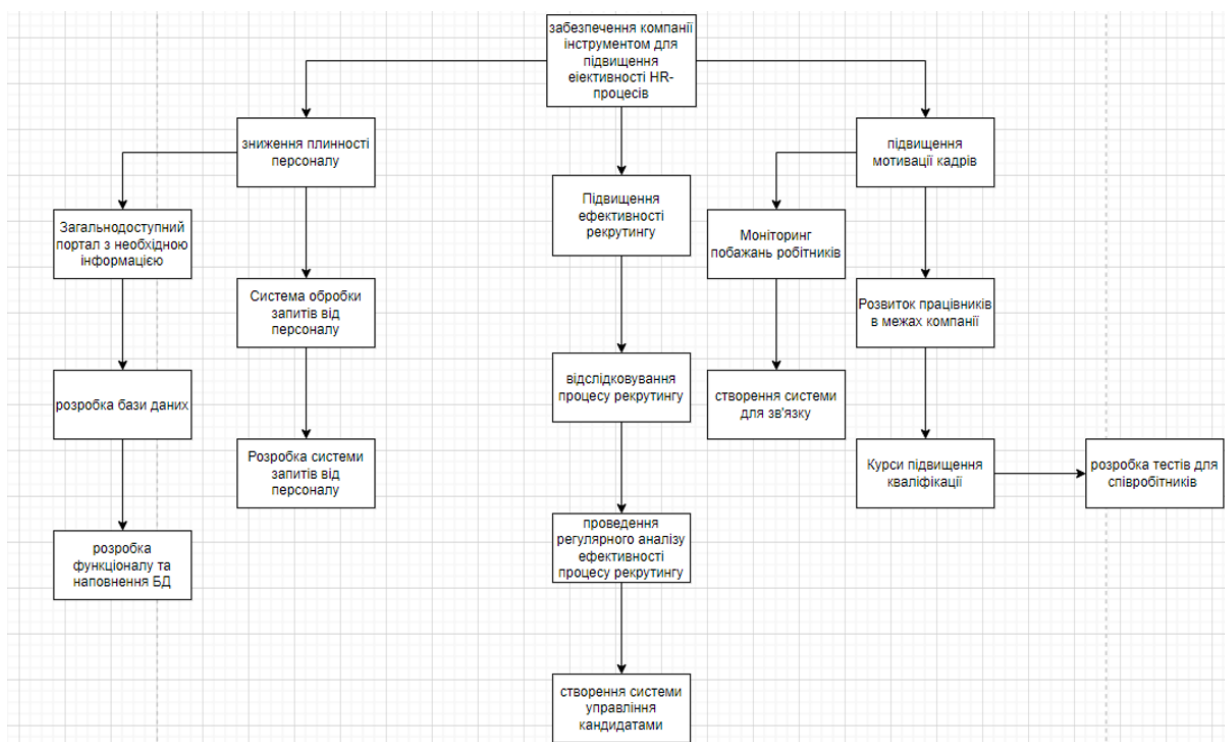 забезпечення компанії
інструментом для
підвищення
еіективності HR-
процесів
зниження плинності
персоналу
підвищення
мотивації кадрів
Підвищення
ефективності
рекрутингу
Загальнодоступний
портал з необхідною
інформацією
Моніторинг
побажань робітників
Система обробки
запитів від
персоналу
Розвиток працівників
в межах компанії
відслідковування
процесу рекрутингу
розробка бази даних
створення системи
для зв'язку
Розробка системи
запитів від
персоналу
Курси підвищення
кваліфікації
розробка тестів для
співробітників
проведення
регулярного аналізу
ефективності
процесу рекрутингу
розробка
функціоналу та
наповнення БД
створення системи
управління
кандидатами